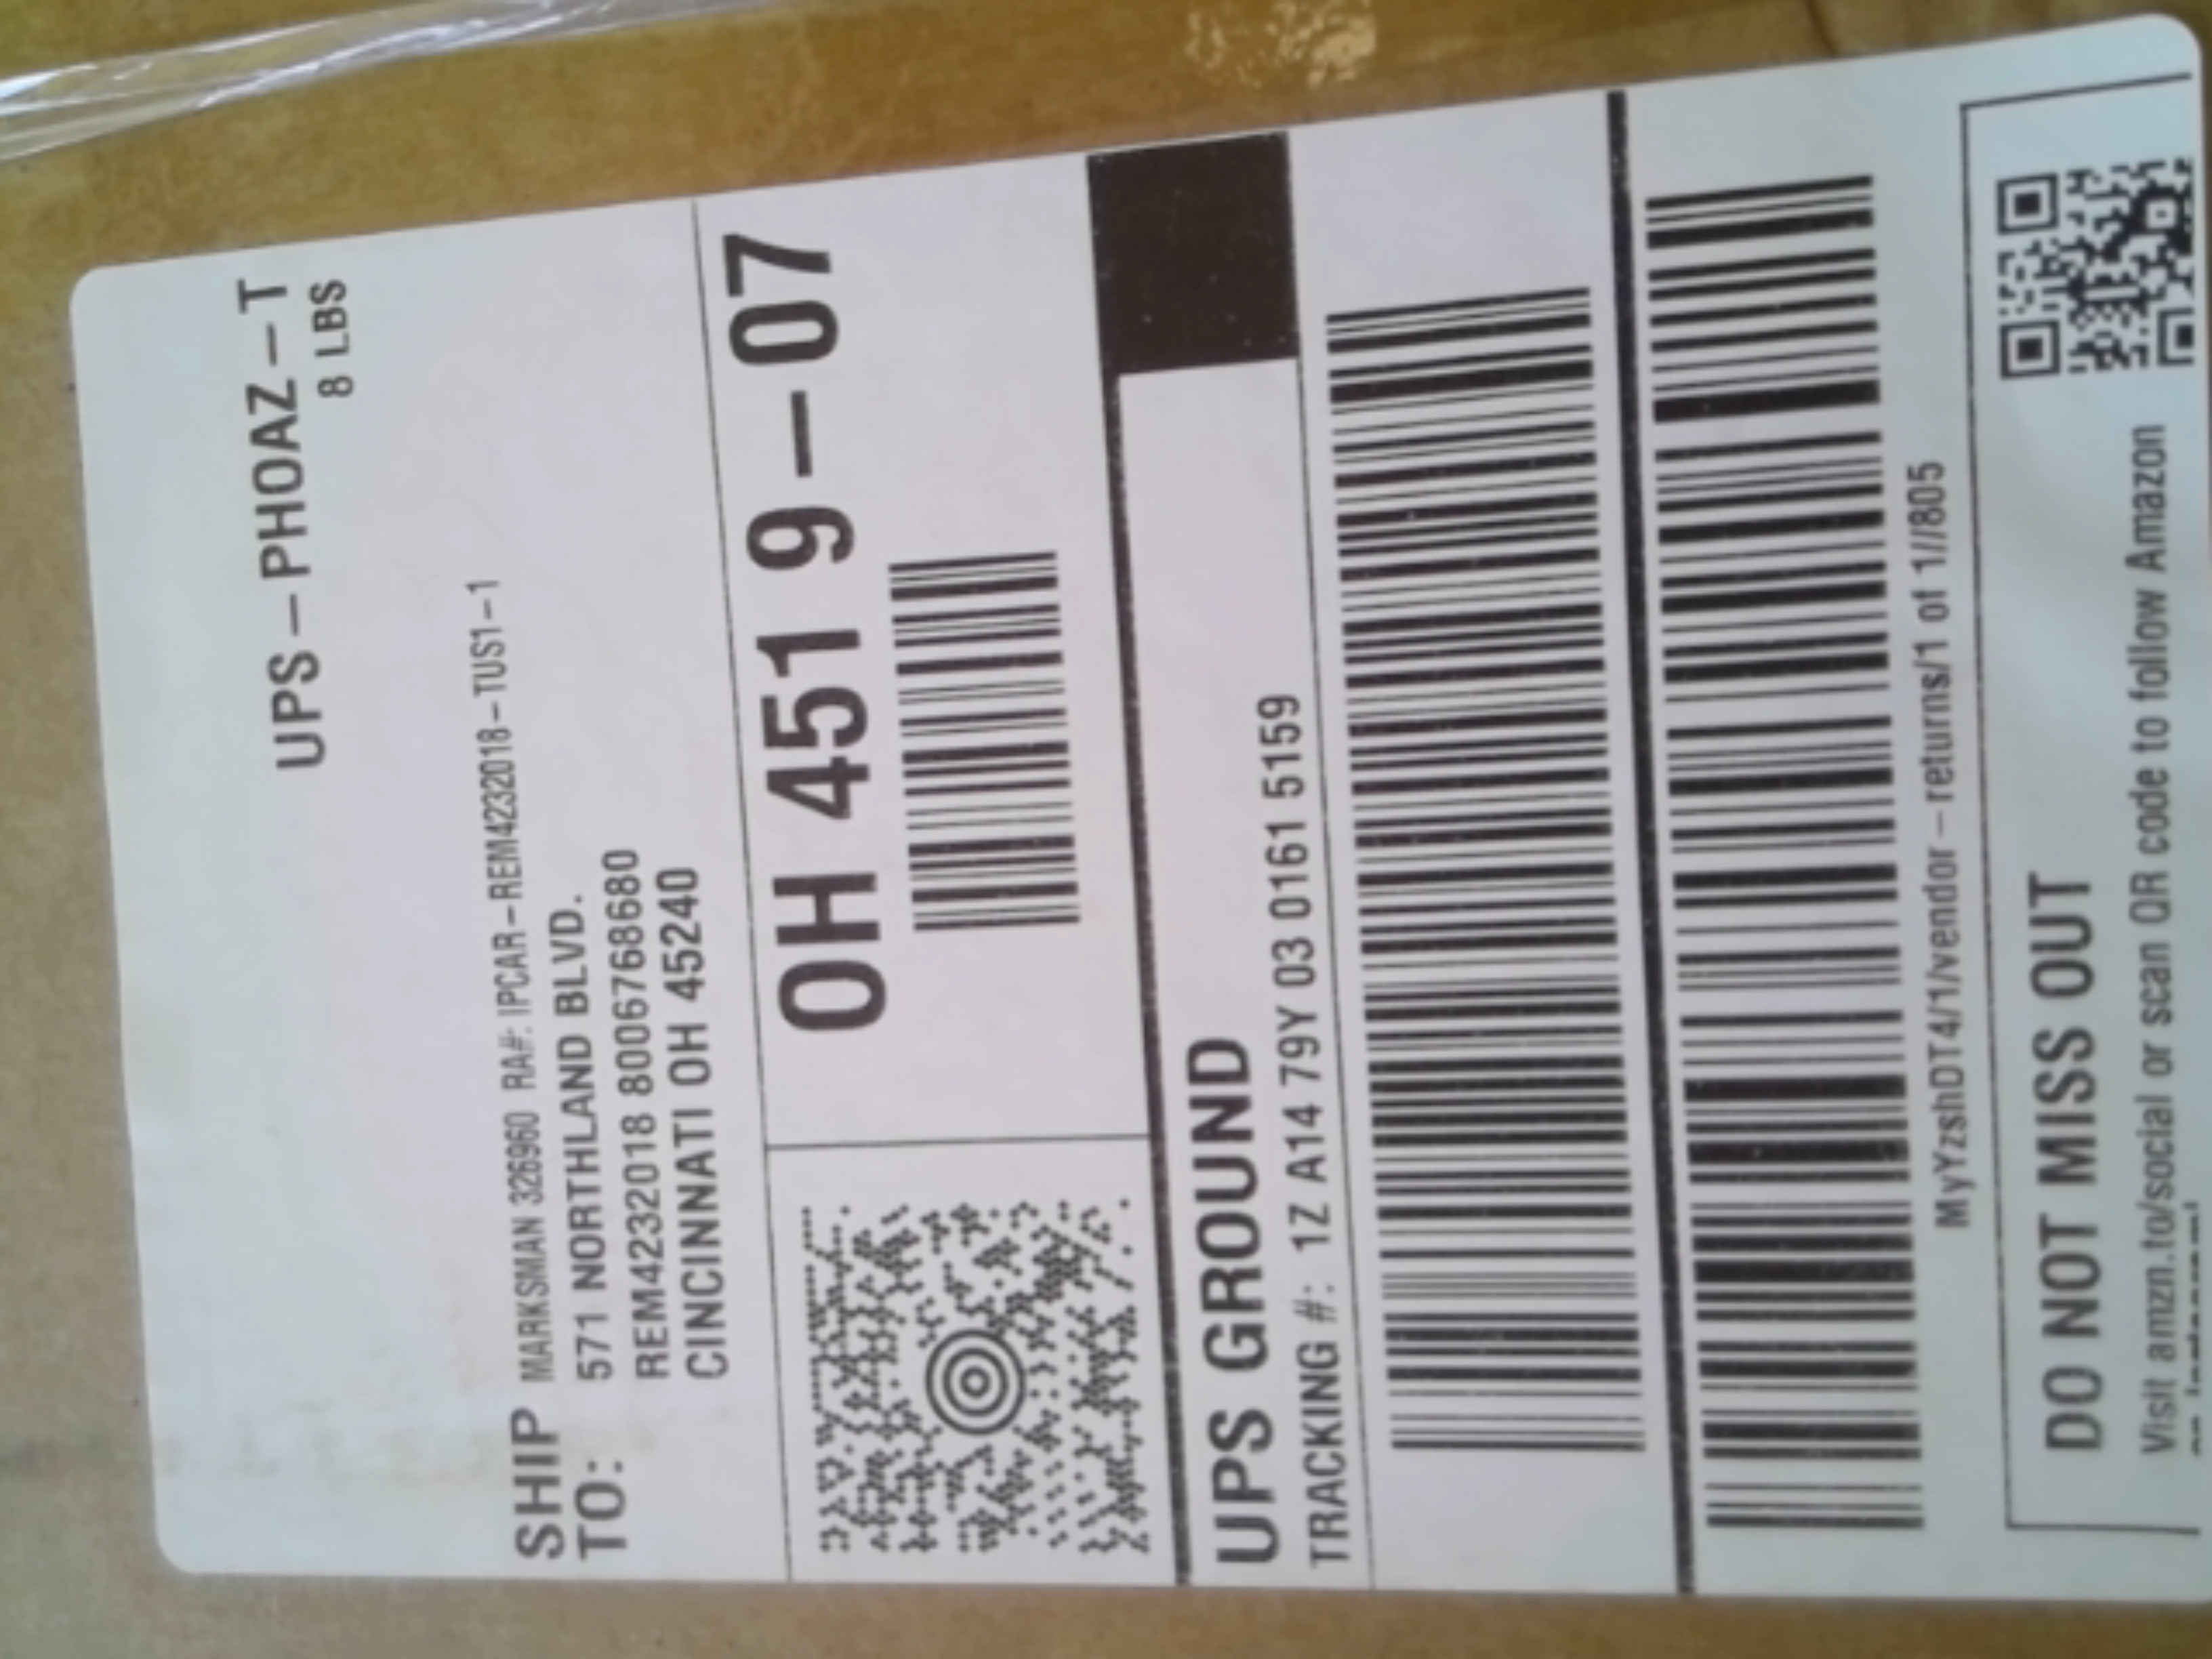 UPS-PHOAZ-T
8 LBS
SHIP TO:
MARKSMAN 326960 RA#: IPCAR-REM4232018-TUS1-1
571 NORTHLAND BLVD.
REM4232018 8006768680
CINCINNATI OH 45240
OH 451 9-07
UPS GROUND
TRACKING #: 1Z A14 79Y 03 0161 5159
MyYzshDT4/1/vendor-returns/1 of 1//805
DO NOT MISS OUT
Visit amzn.to/social or scan QR code to follow Amazon